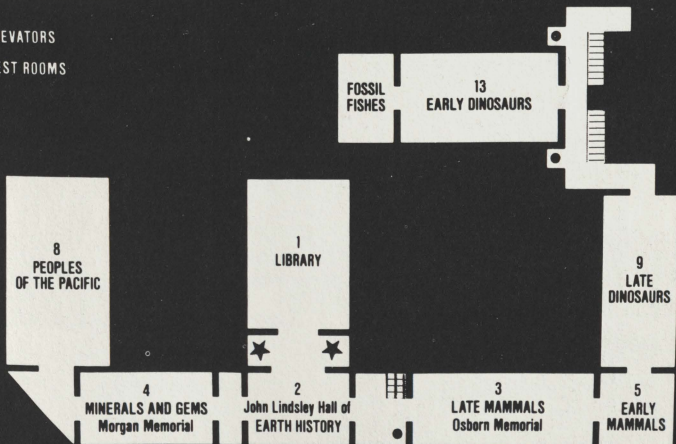 EVATORS
EST ROOMS
FOSSIL
FISHES
13
EARLY DINOSAURS
8
PEOPLES
OF THE PACIFIC
1
LIBRARY
9
LATE
DINOSAURS
4
MINERALS AND GEMS
Morgan Memorial
2
John Lindsley Hall of
EARTH HISTORY
3
LATE MAMMALS
Osborn Memorial
5
EARLY
MAMMALS